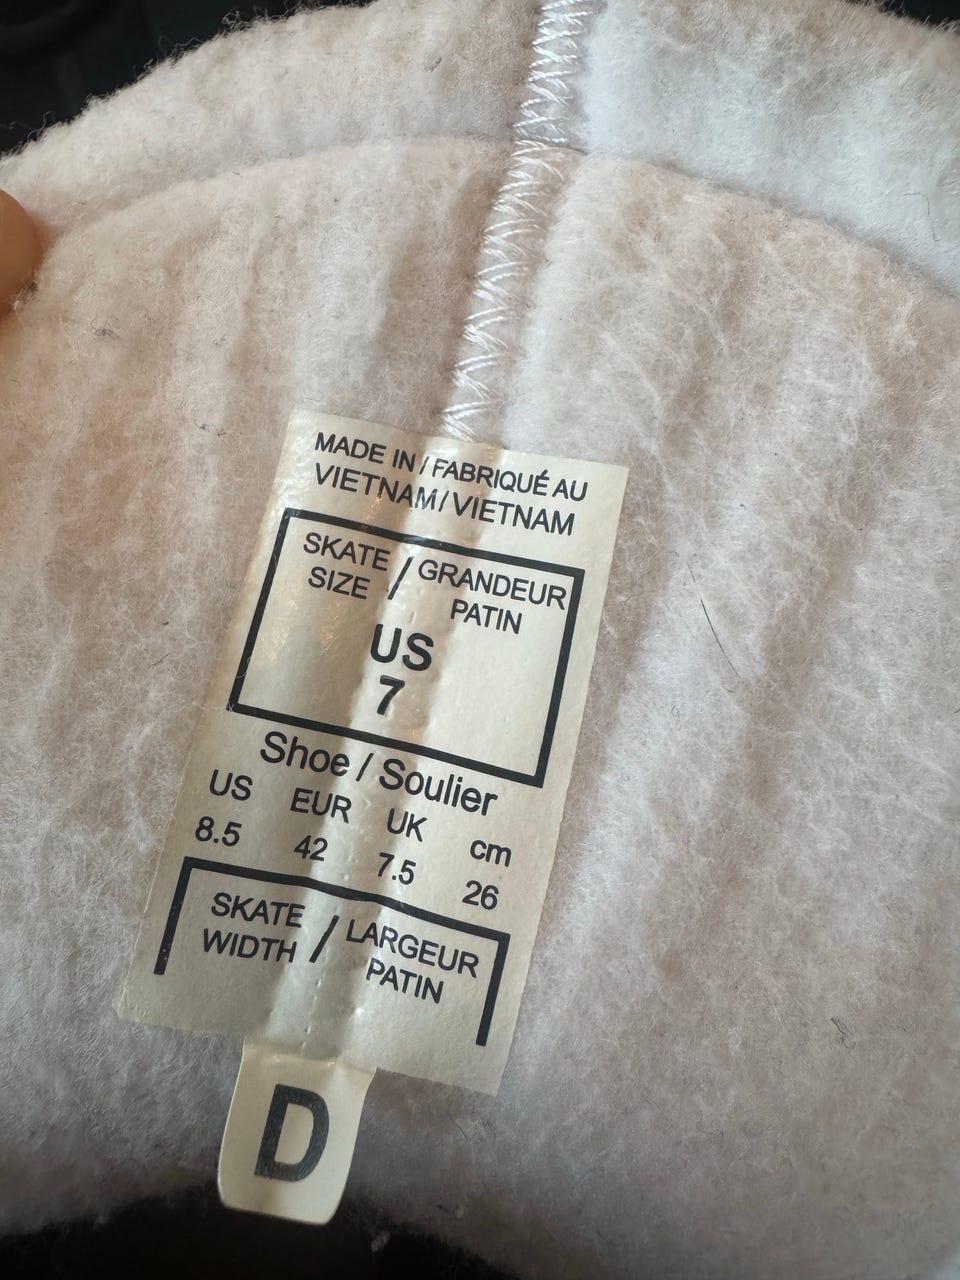 MADE IN / FABRIQUÉ AU
VIETNAM / VIETNAM
SKATE / GRANDEUR
SIZE PATIN
US
7
Shoe / Soulier
US EUR UK cm
8.5 42 7.5 26
SKATE / LARGEUR
WIDTH PATIN
D